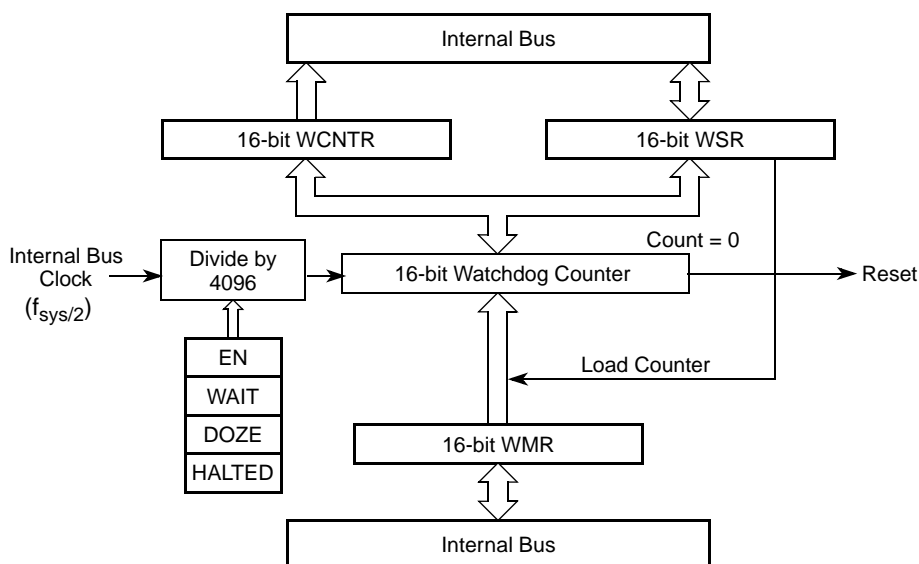 Internal Bus
16-bit WCNTR
16-bit WSR
Count = 0
Internal Bus
Clock
(fsys/2)
Divide by
4096
16-bit Watchdog Counter
Reset
EN
WAIT
DOZE
HALTED
Load Counter
16-bit WMR
Internal Bus